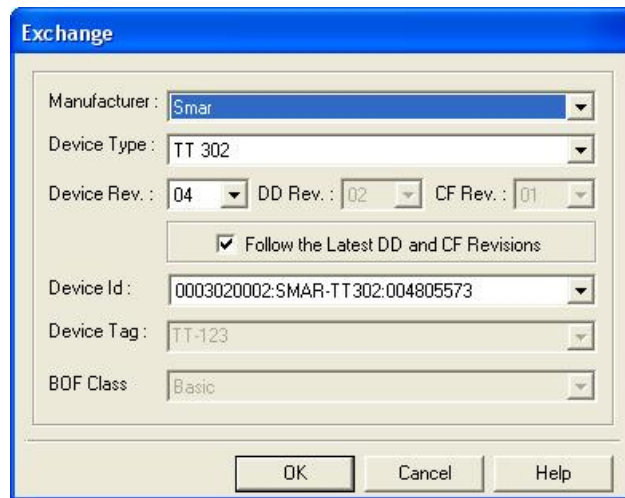 Exchange
Manufacturer : Smar
Device Type : TT 302
Device Rev. : 04 DD Rev. : 02 CF Rev. : 01
Follow the Latest DD and CF Revisions
Device Id : 0003020002:SMAR-TT302:004805573
Device Tag : TT-123
BOF Class Basic
OK Cancel Help